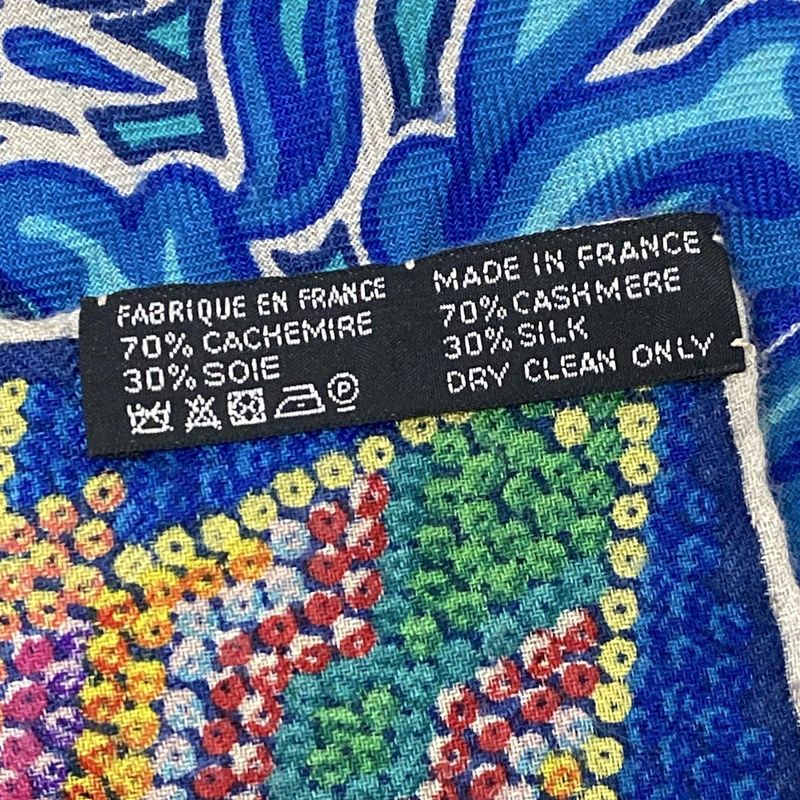 FABRIQUE EN FRANCE
70% CACHEMIRE
30% SOIE
P
MADE IN FRANCE
70% CASHMERE
30% SILK
DRY CLEAN ONLY